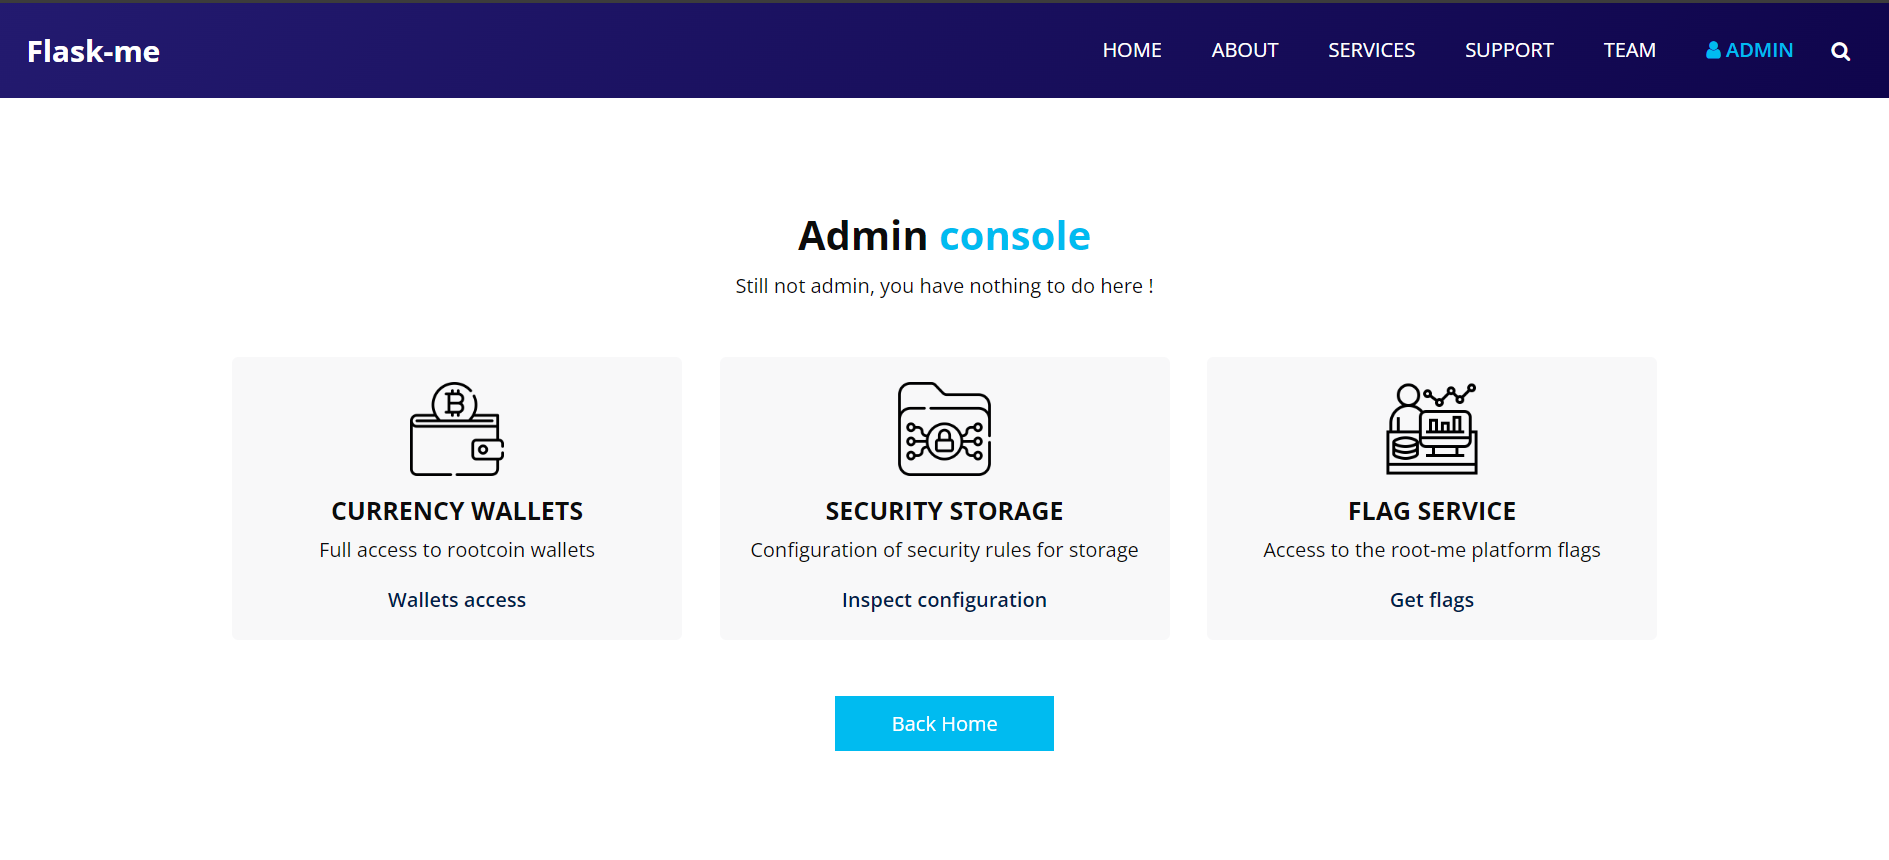 Flask-me
HOME ABOUT SERVICES SUPPORT TEAM ADMIN
Admin console
Still not admin, you have nothing to do here !
CURRENCY WALLETS
Full access to rootcoin wallets
Wallets access
SECURITY STORAGE
Configuration of security rules for storage
Inspect configuration
FLAG SERVICE
Access to the root-me platform flags
Get flags
Back Home